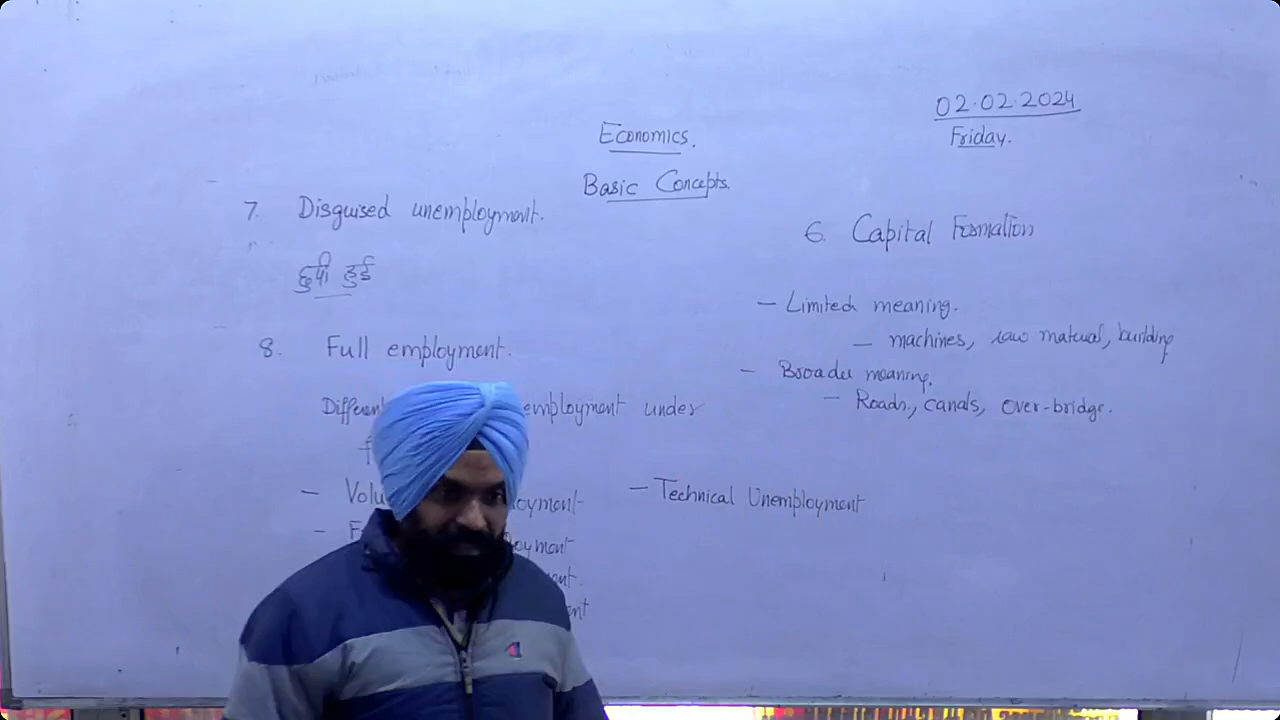 02.02.2024
Friday.
Economics.
Basic Concepts.
7. Disguised unemployment.
छुपी हुई
8. Full employment.
employment under
– Technical Unemployment
6. Capital Formation
– Limited meaning.
– machines, raw material, building
– Broader meaning.
– Roads, canals, over-bridge.